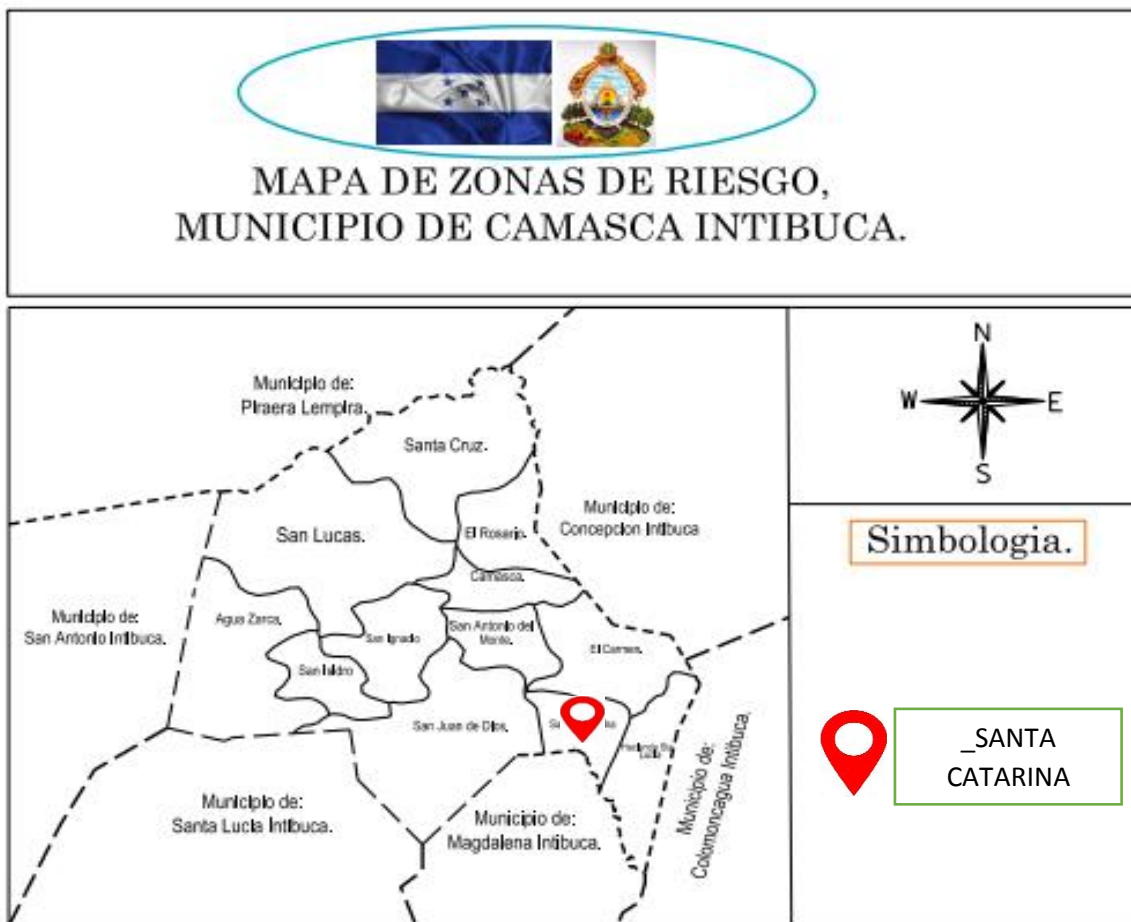 MAPA DE ZONAS DE RIESGO,
MUNICIPIO DE CAMASCA INTIBUCA.
Municipio de:
Piraera Lempira.
Santa Cruz.
N
W
E
S
Simbologia.
San Lucas.
El Rosario.
Municipio de:
Concepcion Intibuca
Camasca.
Municipio de:
San Antonio Intibuca.
Agua Zarca.
San Ignacio
San Antonio del
Monte.
El Carmen.
San Isidro
San Juan de Dios.
Municipio de:
Colomoncagua Intibuca.
_SANTA
CATARINA
Municipio de:
Santa Lucia Intibuca.
Municipio de:
Magdalena Intibuca.